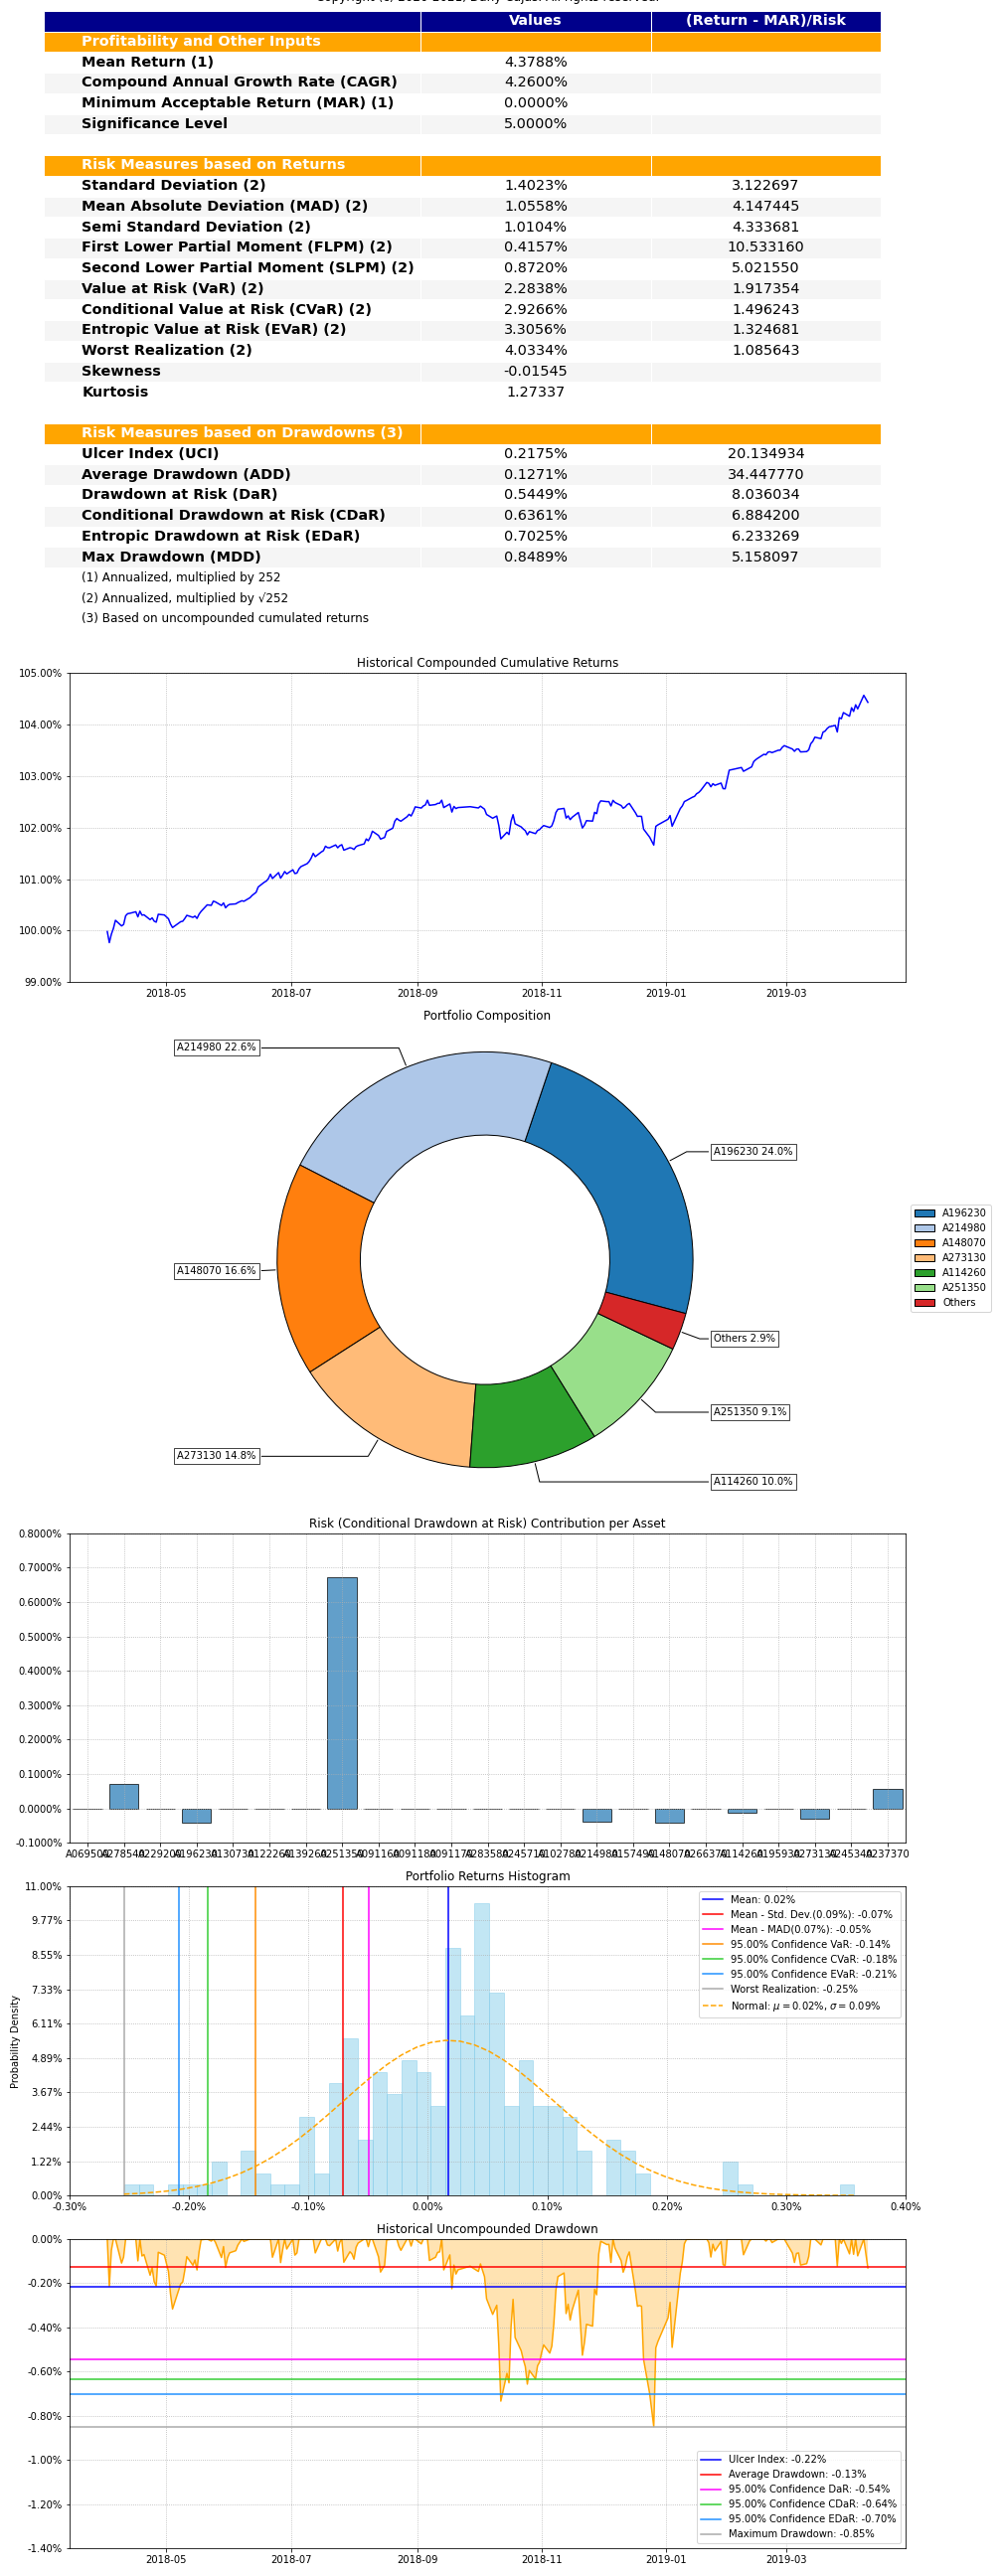 Copyright (c) 2020-2021, Dany Cajas. All rights reserved.
Values (Return - MAR)/Risk
Profitability and Other Inputs
Mean Return (1) 4.3788%
Compound Annual Growth Rate (CAGR) 4.2600%
Minimum Acceptable Return (MAR) (1) 0.0000%
Significance Level 5.0000%
Risk Measures based on Returns
Standard Deviation (2) 1.4023% 3.122697
Mean Absolute Deviation (MAD) (2) 1.0558% 4.147445
Semi Standard Deviation (2) 1.0104% 4.333681
First Lower Partial Moment (FLPM) (2) 0.4157% 10.533160
Second Lower Partial Moment (SLPM) (2) 0.8720% 5.021550
Value at Risk (VaR) (2) 2.2838% 1.917354
Conditional Value at Risk (CVaR) (2) 2.9266% 1.496243
Entropic Value at Risk (EVaR) (2) 3.3056% 1.324681
Worst Realization (2) 4.0334% 1.085643
Skewness -0.01545
Kurtosis 1.27337
Risk Measures based on Drawdowns (3)
Ulcer Index (UCI) 0.2175% 20.134934
Average Drawdown (ADD) 0.1271% 34.447770
Drawdown at Risk (DaR) 0.5449% 8.036034
Conditional Drawdown at Risk (CDaR) 0.6361% 6.884200
Entropic Drawdown at Risk (EDaR) 0.7025% 6.233269
Max Drawdown (MDD) 0.8489% 5.158097
(1) Annualized, multiplied by 252
(2) Annualized, multiplied by √252
(3) Based on uncompounded cumulated returns
Historical Compounded Cumulative Returns
105.00%
104.00%
103.00%
102.00%
101.00%
100.00%
99.00%
2018-05 2018-07 2018-09 2018-11 2019-01 2019-03
Portfolio Composition
A214980 22.6%
A196230 24.0%
A148070 16.6%
Others 2.9%
A251350 9.1%
A273130 14.8%
A114260 10.0%
A196230
A214980
A148070
A273130
A114260
A251350
Others
Risk (Conditional Drawdown at Risk) Contribution per Asset
0.8000%
0.7000%
0.6000%
0.5000%
0.4000%
0.3000%
0.2000%
0.1000%
0.0000%
-0.1000%
A237370
Portfolio Returns Histogram
Probability Density
11.00%
9.77%
8.55%
7.33%
6.11%
4.89%
3.67%
2.44%
1.22%
0.00%
-0.30% -0.20% -0.10% 0.00% 0.10% 0.20% 0.30% 0.40%
Mean: 0.02%
Mean - Std. Dev.(0.09%): -0.07%
Mean - MAD(0.07%): -0.05%
95.00% Confidence VaR: -0.14%
95.00% Confidence CVaR: -0.18%
95.00% Confidence EVaR: -0.21%
Worst Realization: -0.25%
Normal: μ = 0.02%, σ = 0.09%
Historical Uncompounded Drawdown
0.00%
-0.20%
-0.40%
-0.60%
-0.80%
-1.00%
-1.20%
-1.40%
Ulcer Index: -0.22%
Average Drawdown: -0.13%
95.00% Confidence DaR: -0.54%
95.00% Confidence CDaR: -0.64%
95.00% Confidence EDaR: -0.70%
Maximum Drawdown: -0.85%
2018-05 2018-07 2018-09 2018-11 2019-01 2019-03